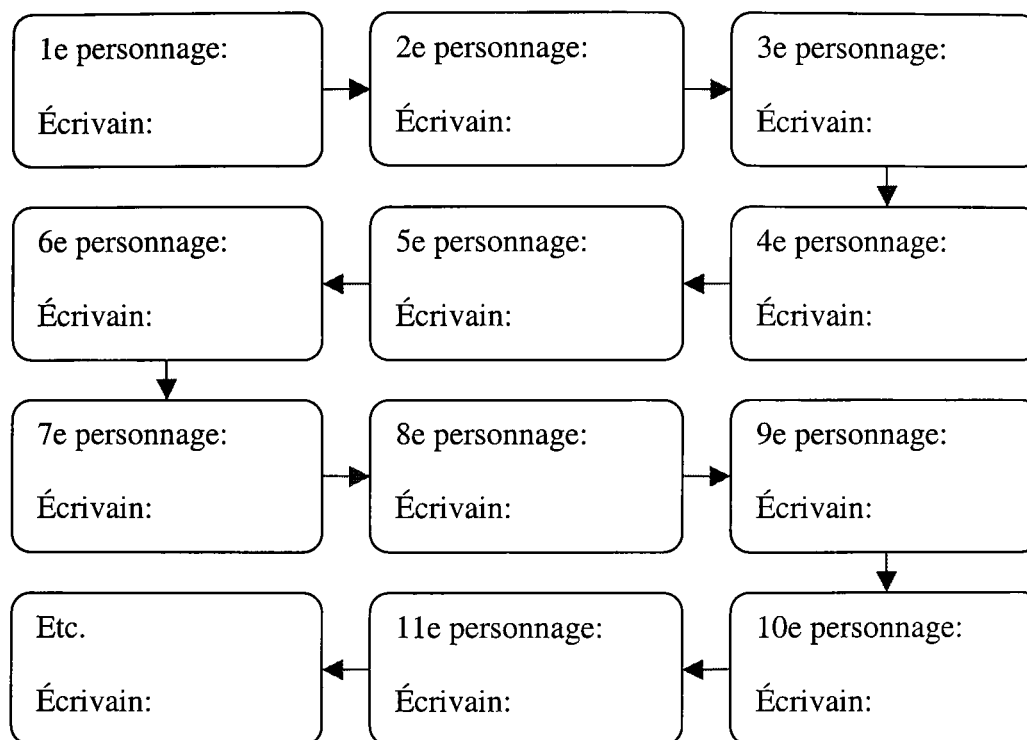 1e personnage:
Écrivain:
2e personnage:
Écrivain:
3e personnage:
Écrivain:
4e personnage:
Écrivain:
5e personnage:
Écrivain:
6e personnage:
Écrivain:
7e personnage:
Écrivain:
8e personnage:
Écrivain:
9e personnage:
Écrivain:
10e personnage:
Écrivain:
11e personnage:
Écrivain:
Etc.
Écrivain: